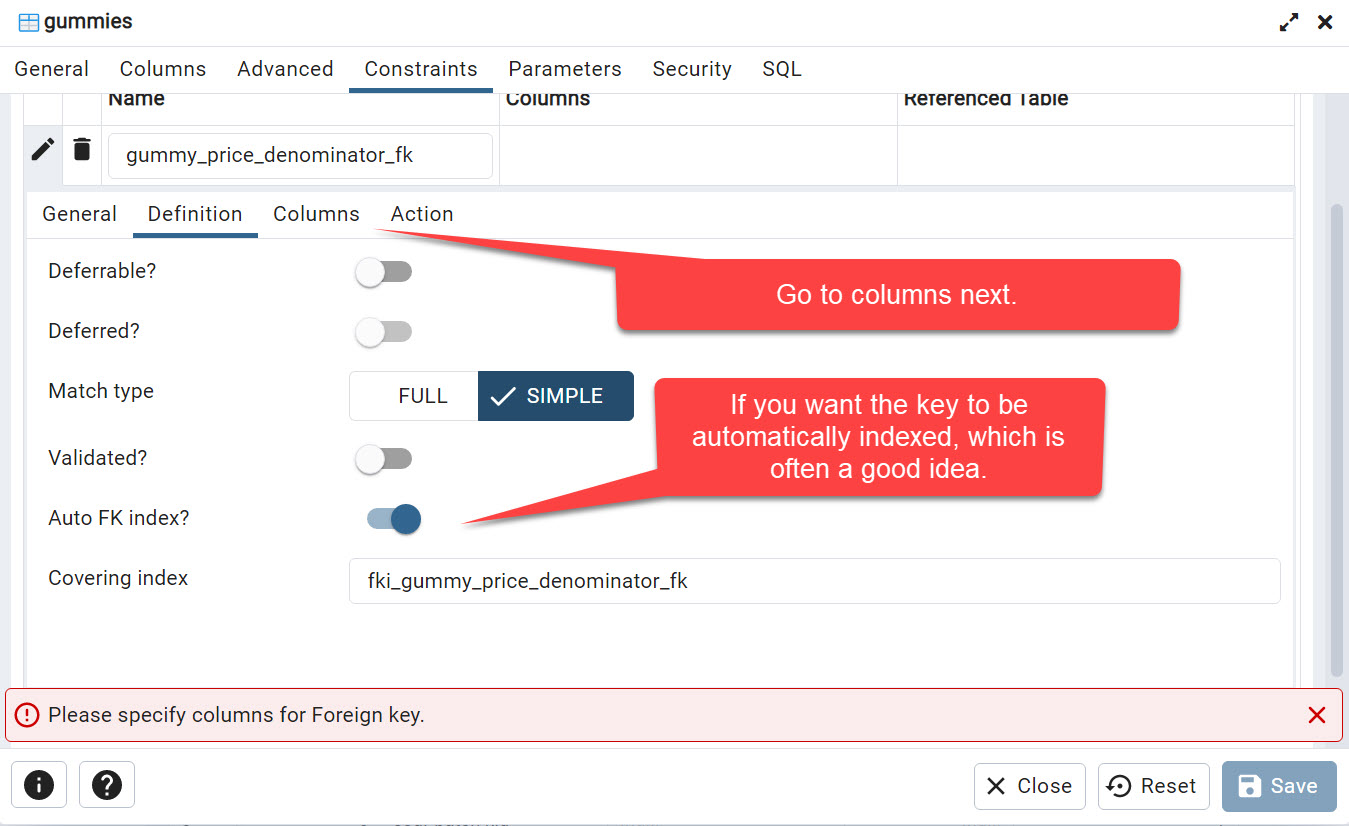 gummies
General Columns Advanced Constraints Parameters Security SQL
Name Columns Referenced Table
gummy_price_denominator_fk
General Definition Columns Action
Deferrable?
Go to columns next.
Deferred?
Match type FULL SIMPLE
If you want the key to be
automatically indexed, which is
often a good idea.
Validated?
Auto FK index?
Covering index fki_gummy_price_denominator_fk
Please specify columns for Foreign key.
Close Reset Save